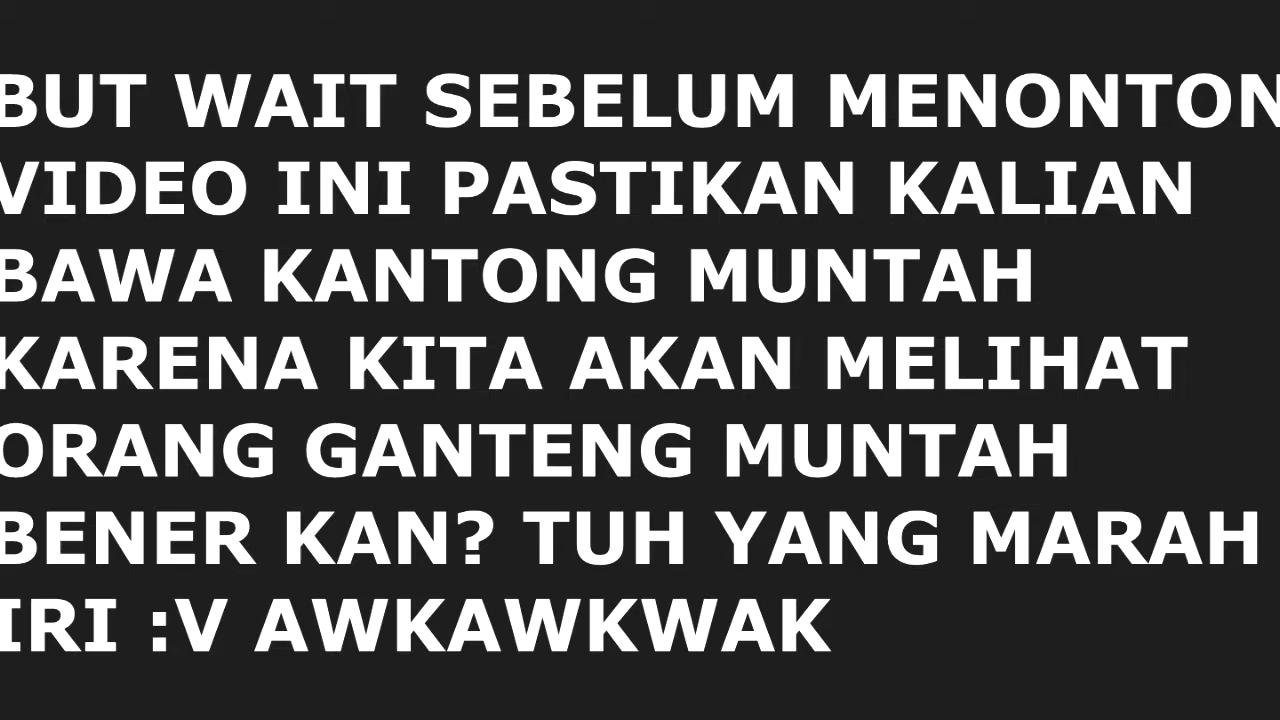 BUT WAIT SEBELUM MENONTON
VIDEO INI PASTIKAN KALIAN
BAWA KANTONG MUNTAH
KARENA KITA AKAN MELIHAT
ORANG GANTENG MUNTAH
BENER KAN? TUH YANG MARAH
IRI :V AWKAWKWAK